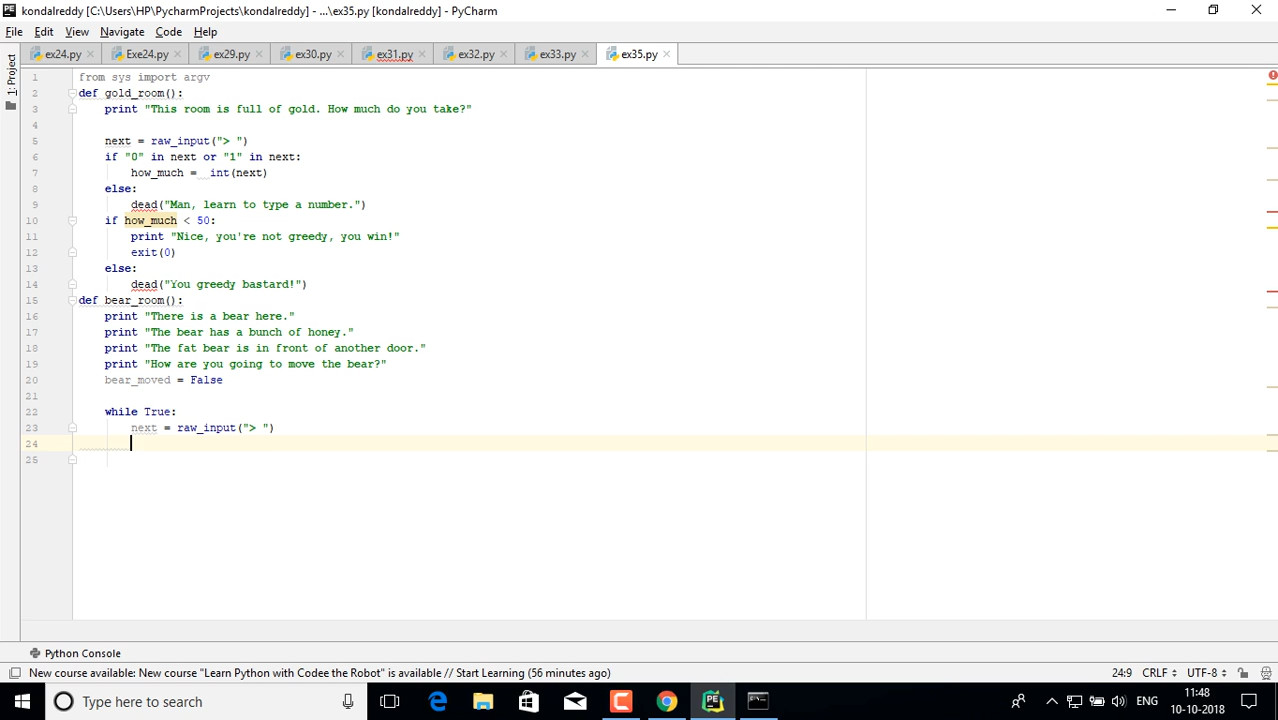 kondalreddy [C:\Users\HP\PycharmProjects\kondalreddy] - ...\ex35.py [kondalreddy] - PyCharm
File Edit View Navigate Code Help
ex24.py Exe24.py ex29.py ex30.py ex31.py ex32.py ex33.py ex35.py
1: Project
1 from sys import argv
2 def gold_room():
3 print "This room is full of gold. How much do you take?"
4
5 next = raw_input("> ")
6 if "0" in next or "1" in next:
7 how_much = int(next)
8 else:
9 dead("Man, learn to type a number.")
10 if how_much < 50:
11 print "Nice, you're not greedy, you win!"
12 exit(0)
13 else:
14 dead("You greedy bastard!")
15 def bear_room():
16 print "There is a bear here."
17 print "The bear has a bunch of honey."
18 print "The fat bear is in front of another door."
19 print "How are you going to move the bear?"
20 bear_moved = False
21
22 while True:
23 next = raw_input("> ")
24
25
Python Console
New course available: New course "Learn Python with Codee the Robot" is available // Start Learning (56 minutes ago) 24:9 CRLF UTF-8
Type here to search ENG 11:48
10-10-2018